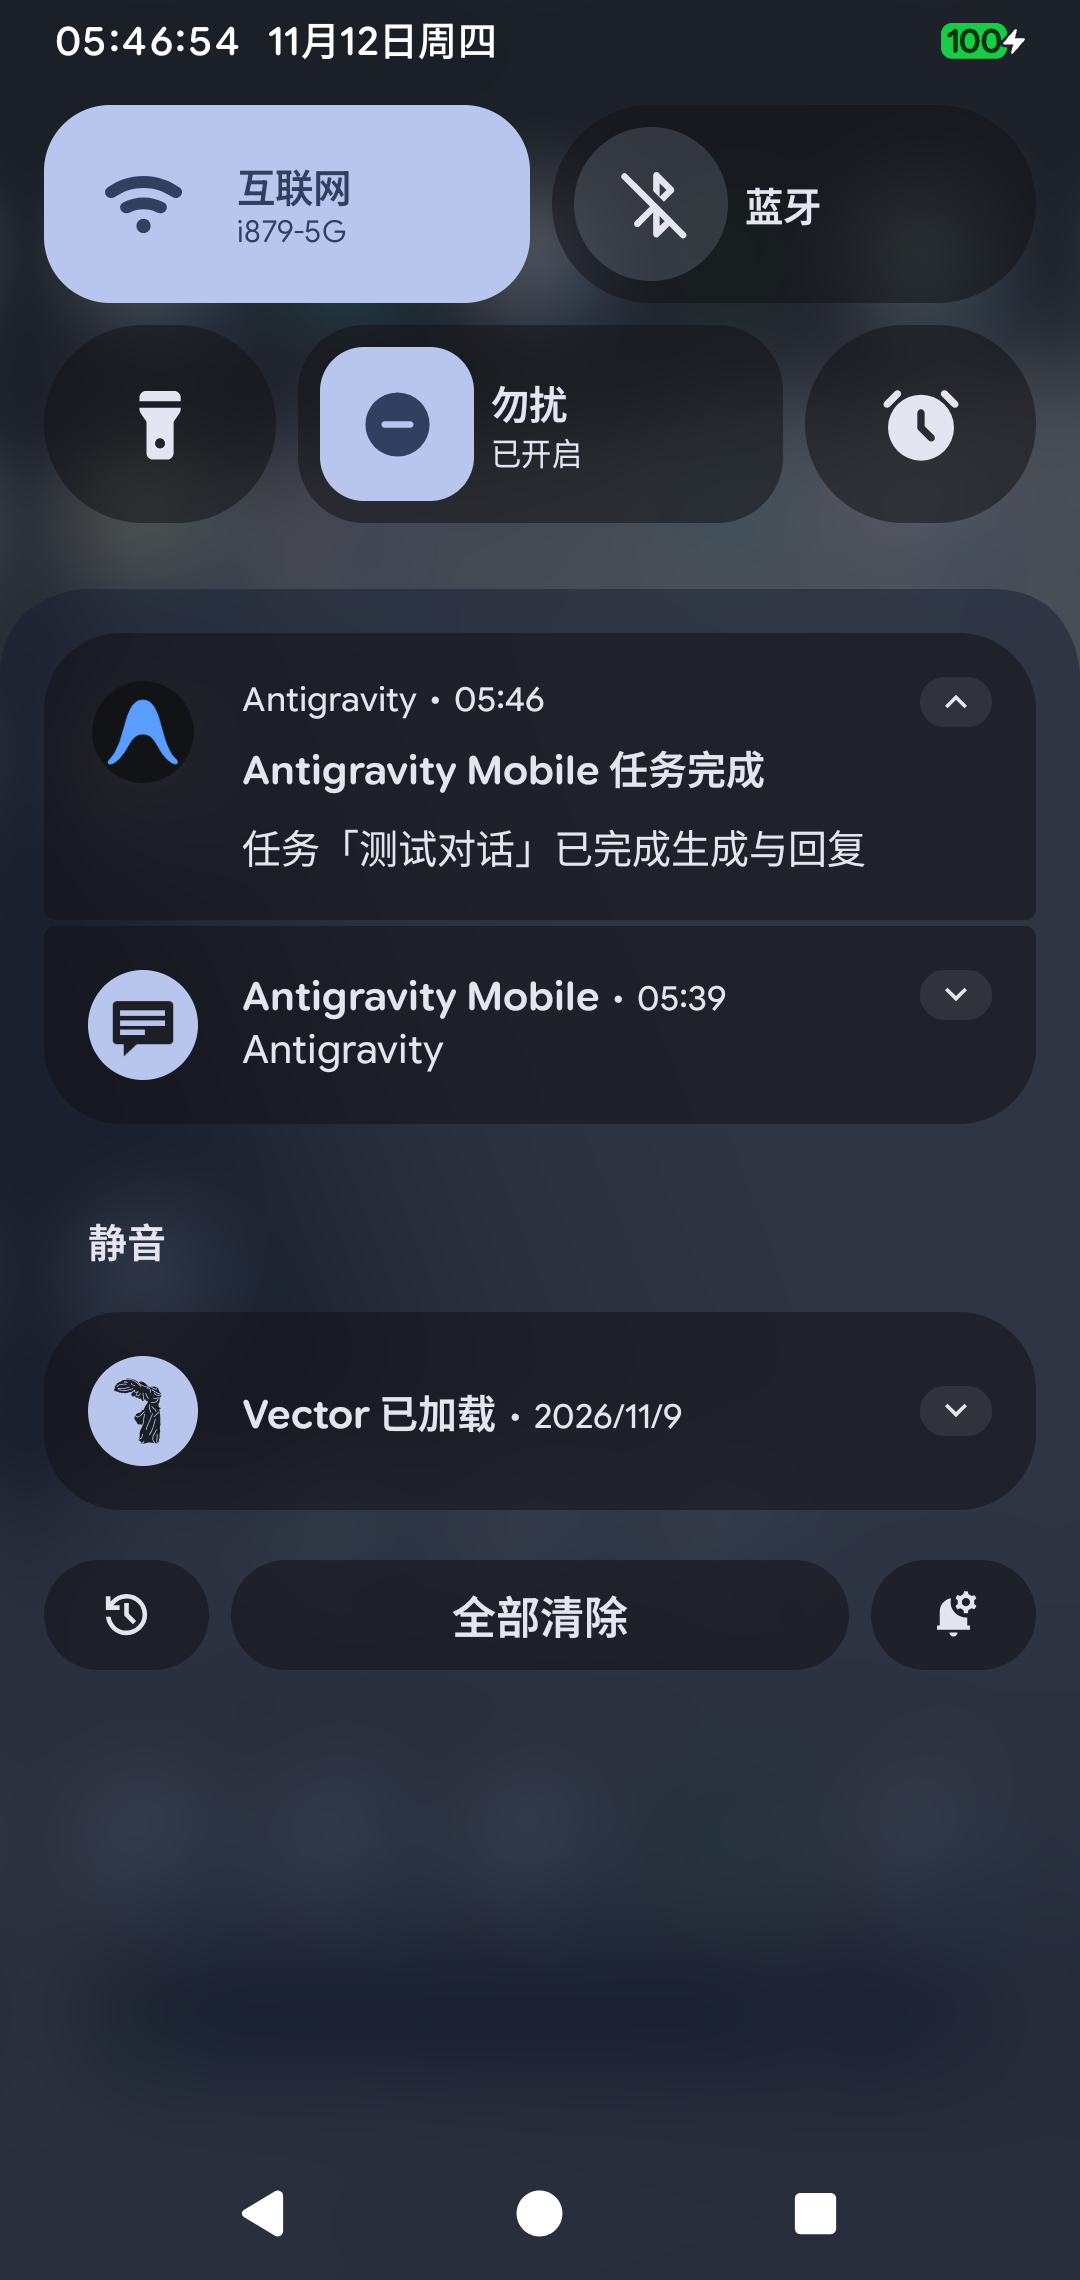 05:46:54 11月12日周四
100
互联网
i879-5G
蓝牙
勿扰
已开启
Antigravity • 05:46
Antigravity Mobile 任务完成
任务「测试对话」已完成生成与回复
Antigravity Mobile • 05:39
Antigravity
静音
Vector 已加载 • 2026/11/9
全部清除